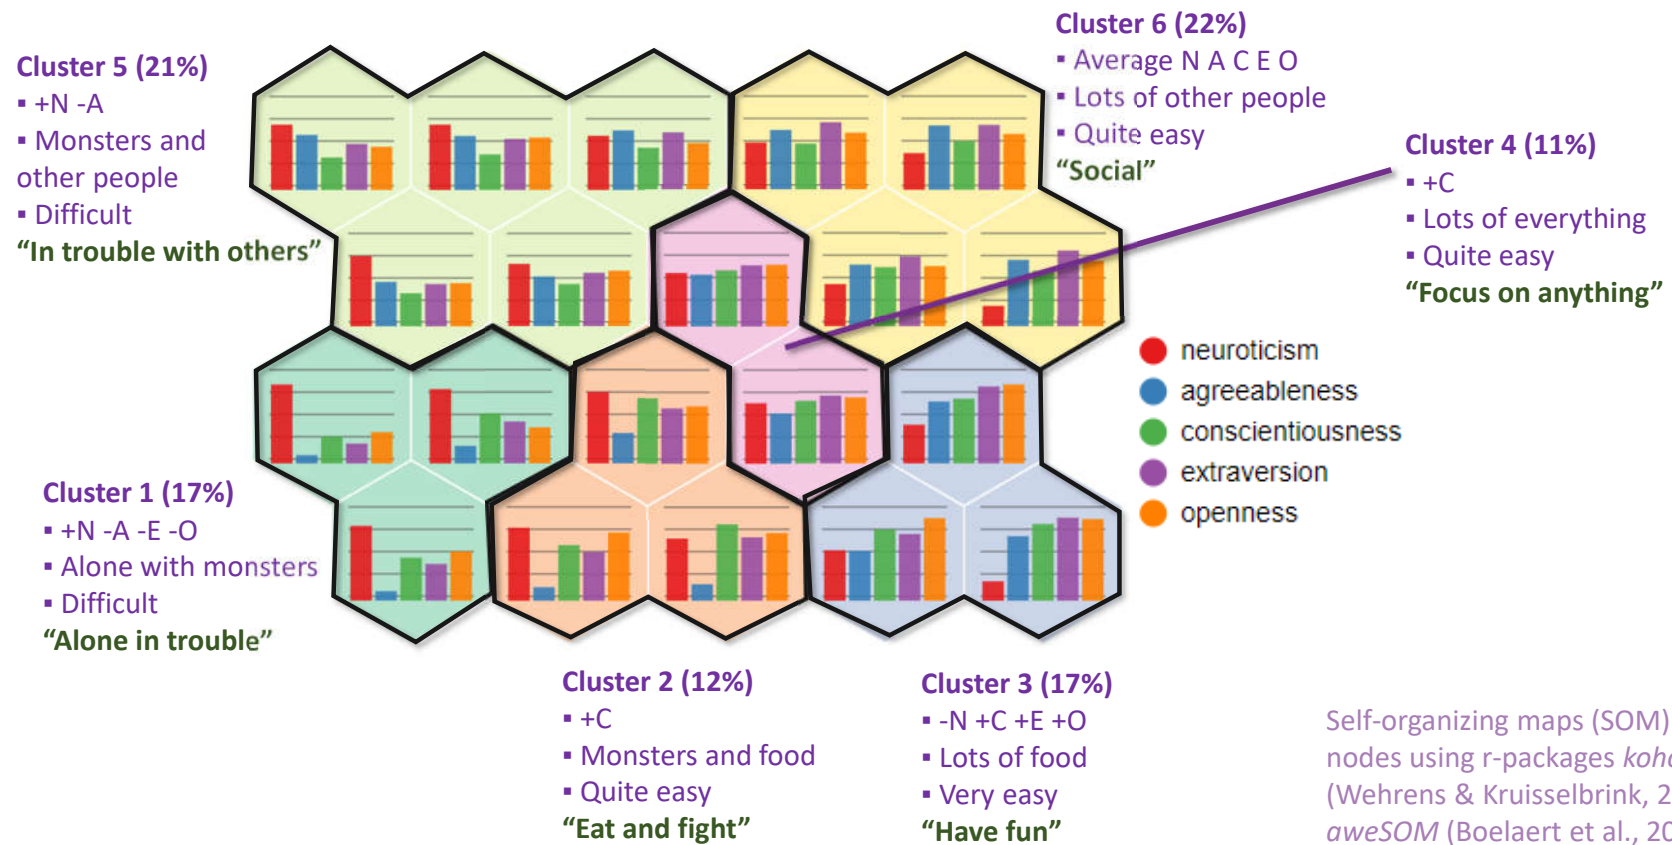 Cluster 5 (21%)
▪ +N -A
▪ Monsters and
other people
▪ Difficult
“In trouble with others”
Cluster 6 (22%)
▪ Average N A C E O
▪ Lots of other people
▪ Quite easy
“Social”
Cluster 4 (11%)
▪ +C
▪ Lots of everything
▪ Quite easy
“Focus on anything”
neuroticism
agreeableness
conscientiousness
extraversion
openness
Cluster 1 (17%)
▪ +N -A -E -O
▪ Alone with monsters
▪ Difficult
“Alone in trouble”
Cluster 2 (12%)
▪ +C
▪ Monsters and food
▪ Quite easy
“Eat and fight”
Cluster 3 (17%)
▪ -N +C +E +O
▪ Lots of food
▪ Very easy
“Have fun”
Self-organizing maps (SOM)
nodes using r-packages
(Wehrens & Kruisselbrink,
aweSOM (Boelaert et al.,